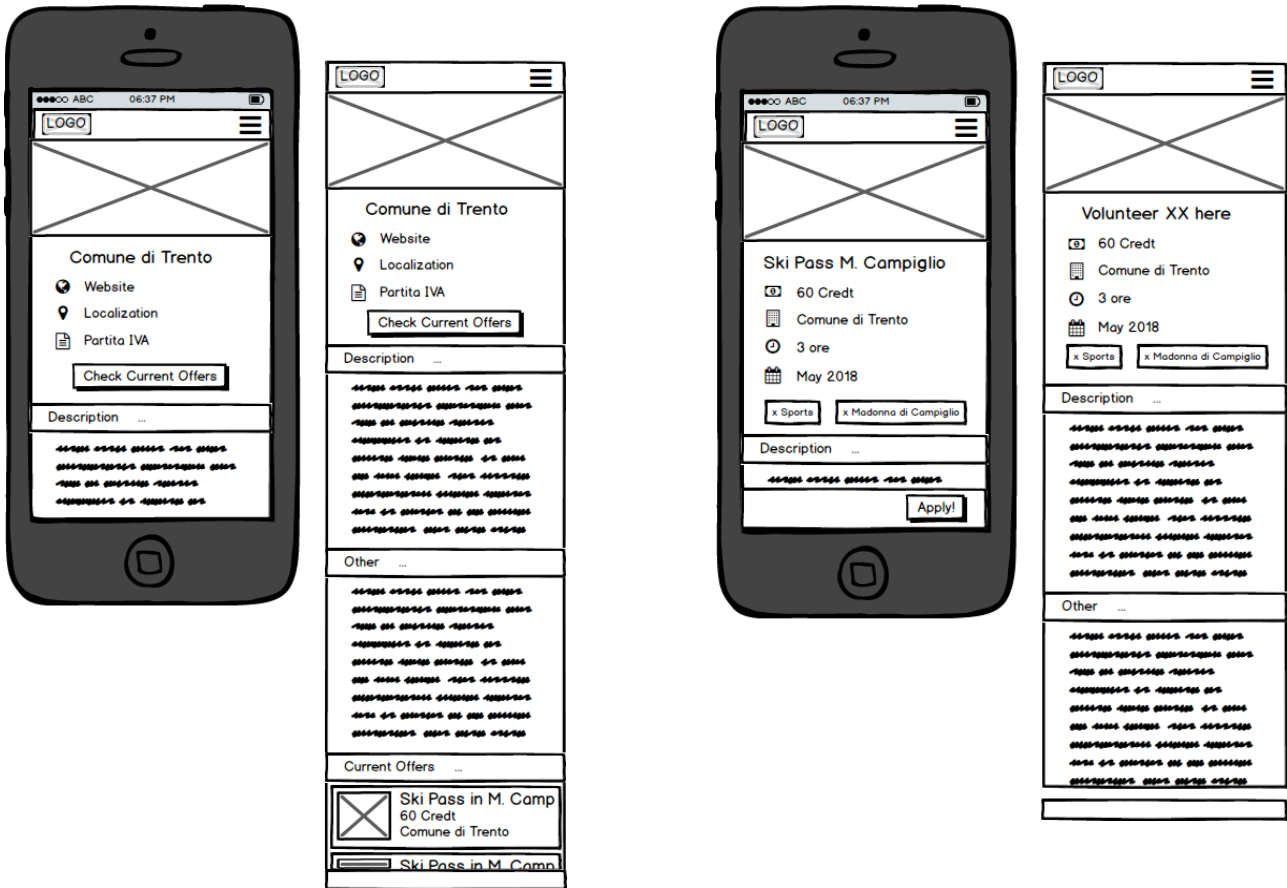 ABC 06:37 PM
LOGO
Comune di Trento
Website
Localization
Partita IVA
Check Current Offers
Description ...
LOGO
Comune di Trento
Website
Localization
Partita IVA
Check Current Offers
Description ...
Other ...
Current Offers ...
Ski Pass in M. Camp
60 Credt
Comune di Trento
Ski Pass in M. Camp
ABC 06:37 PM
LOGO
Ski Pass M. Campiglio
60 Credt
Comune di Trento
3 ore
May 2018
x Sports x Madonna di Campiglio
Description ...
Apply!
LOGO
Volunteer XX here
60 Credt
Comune di Trento
3 ore
May 2018
x Sports x Madonna di Campiglio
Description ...
Other ...